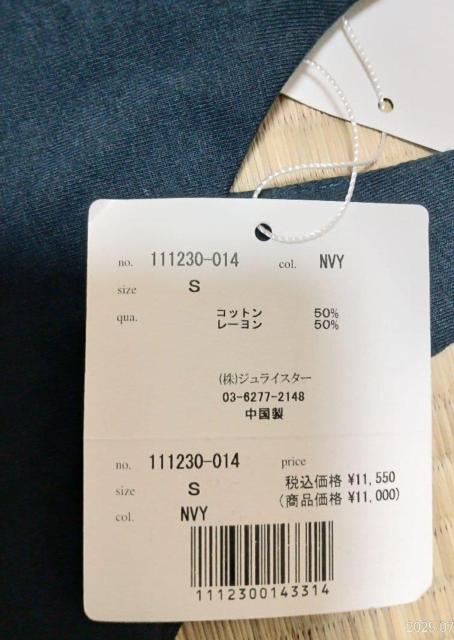 no. 111230-014 col. NVY
size S
qua. コットン 50%
レーヨン 50%
(株)ジュライスター
03-6277-2148
中国製
no. 111230-014 price
size S 税込価格 ¥11,550
(商品価格 ¥11,000)
col. NVY
1112300143314